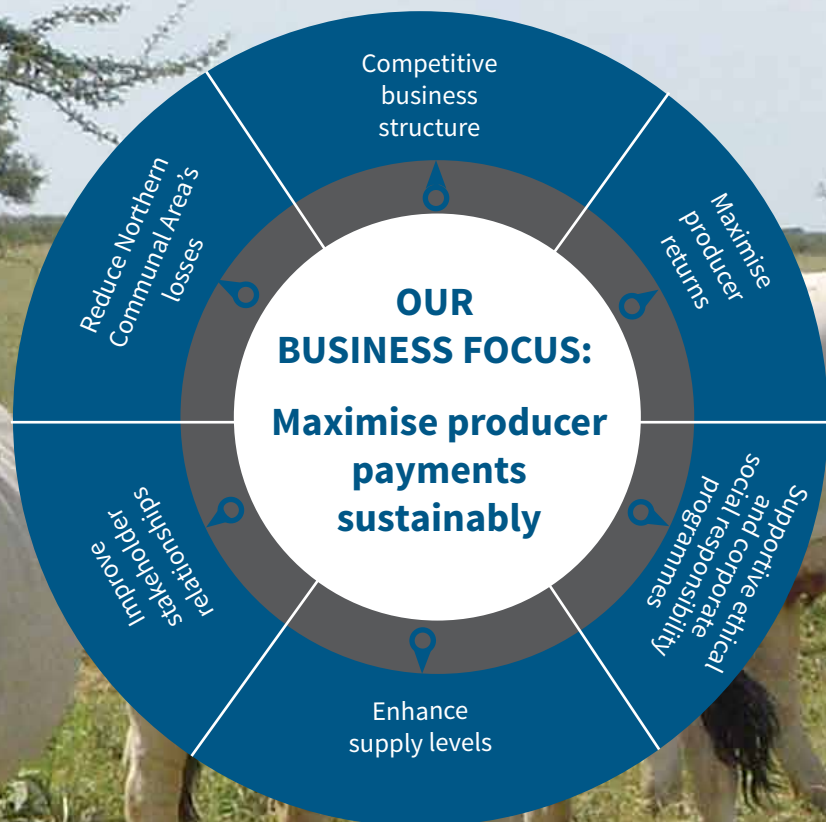 Competitive
business
structure
Maximise
producer
returns
Supportive ethical
and corporate
social responsibility
programmes
Enhance
supply levels
Improve
stakeholder
relationships
Reduce Northern
Communal Area's
losses
OUR
BUSINESS FOCUS:
Maximise producer
payments
sustainably